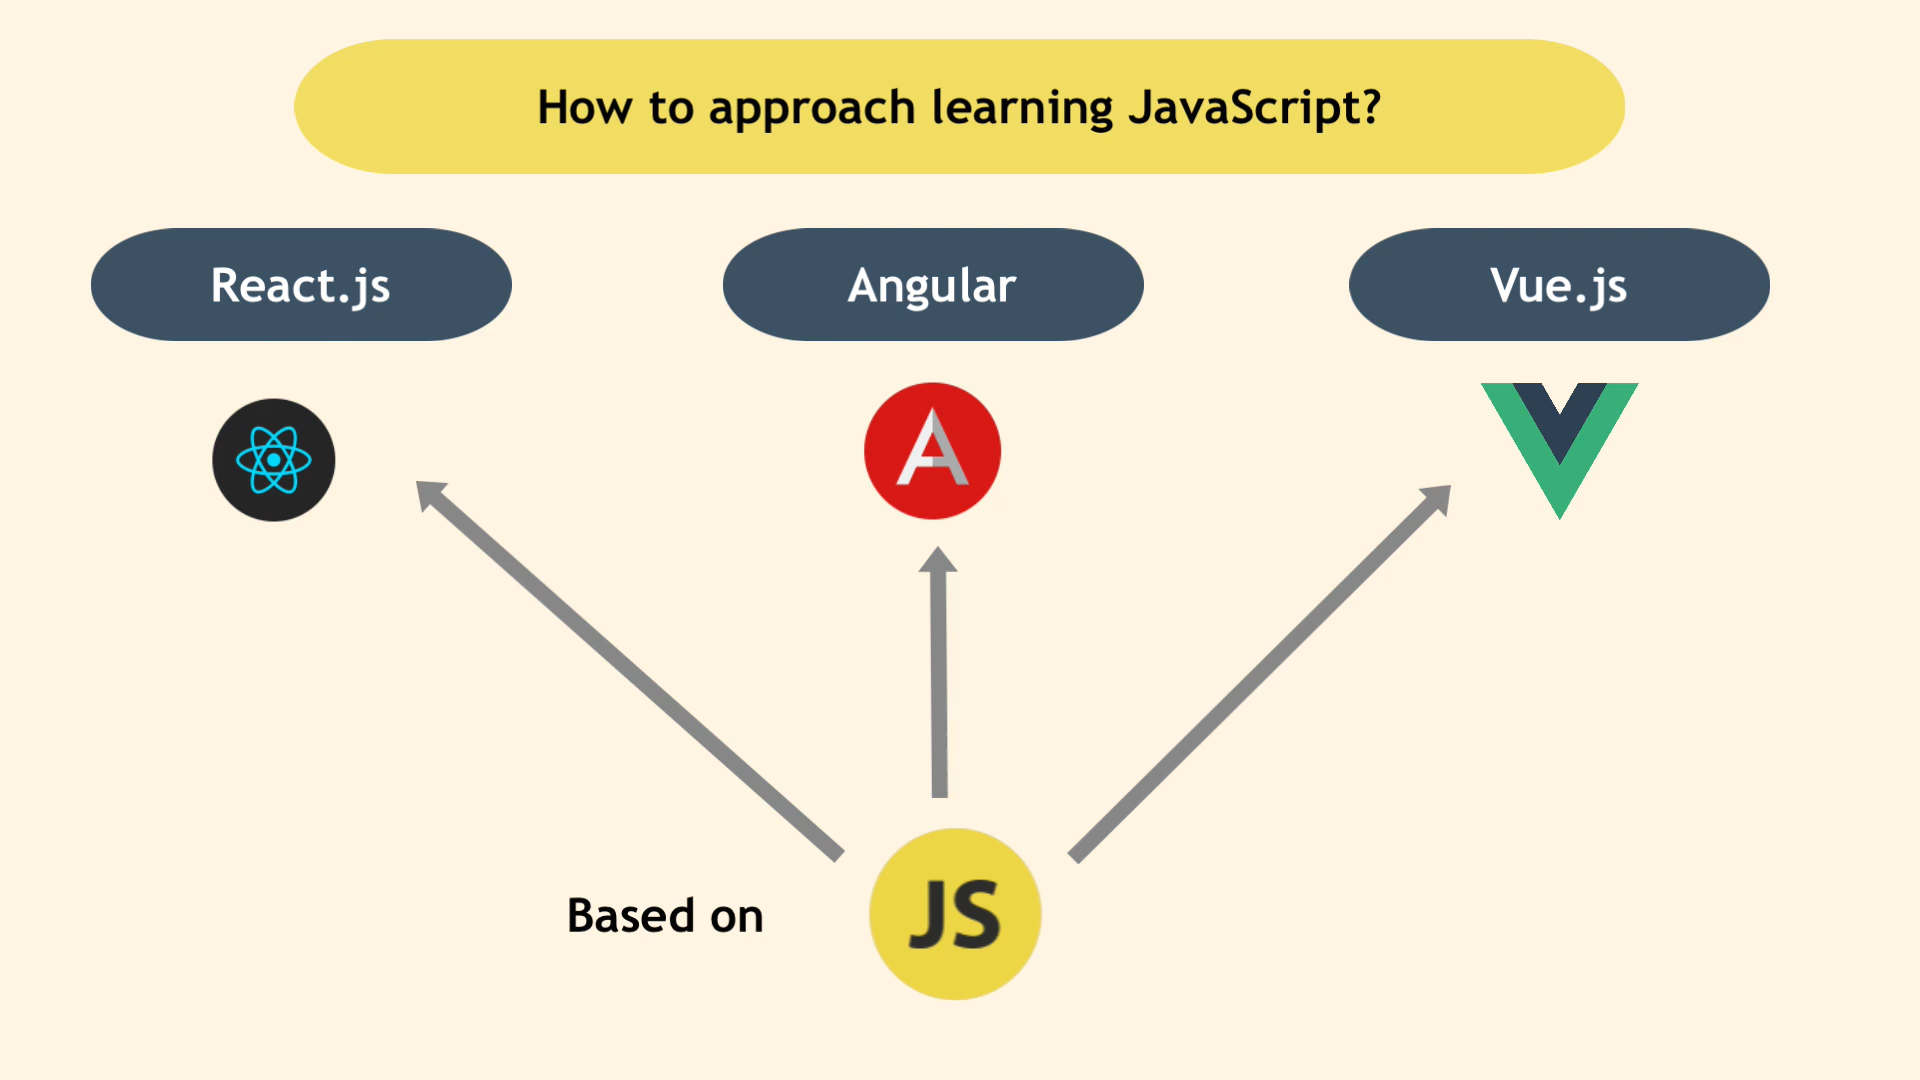 How to approach learning JavaScript?
React.js
Angular
Vue.js
A
Based on
JS